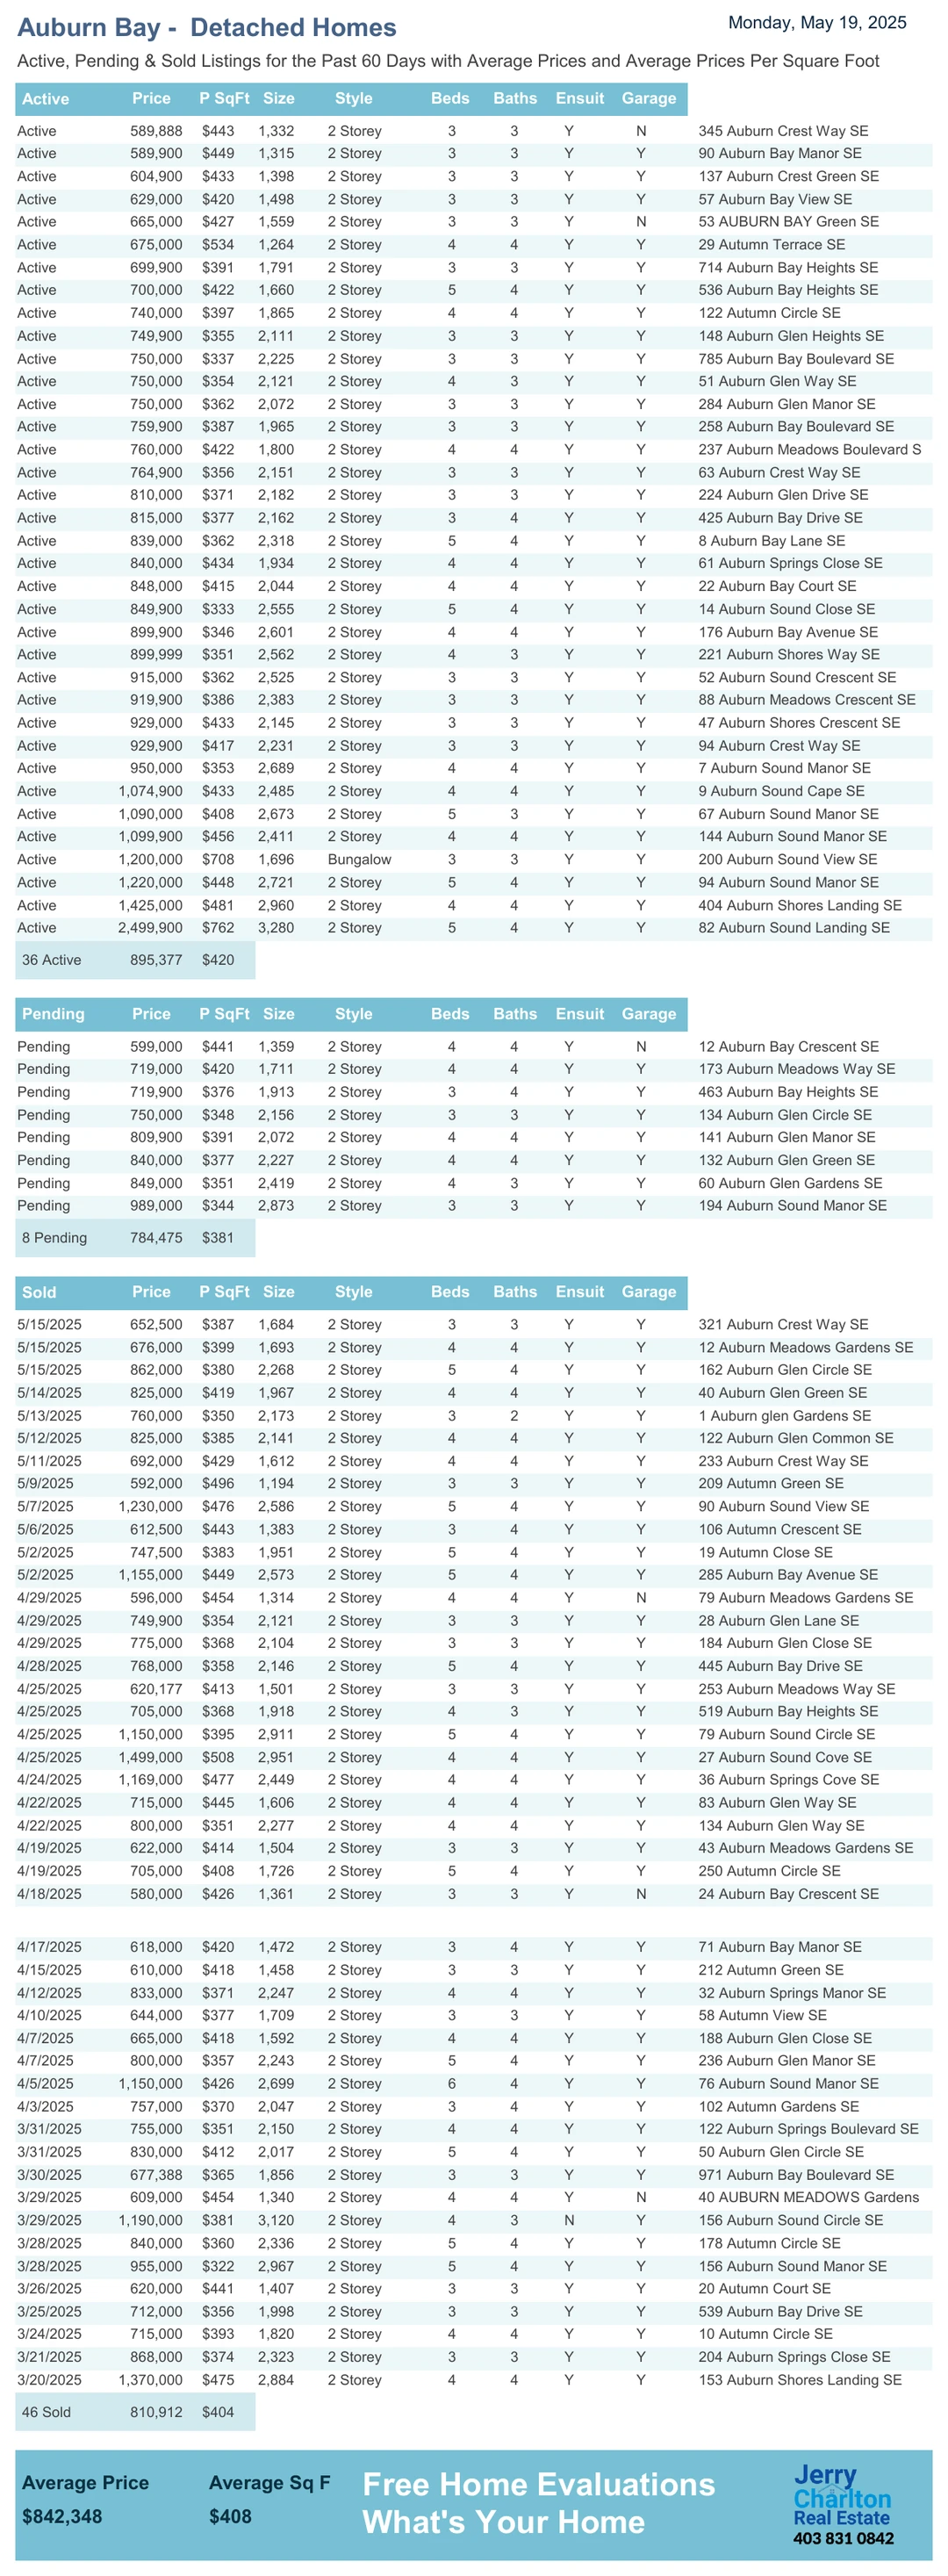 Auburn Bay - Detached Homes Monday, May 19, 2025
Active, Pending & Sold Listings for the Past 60 Days with Average Prices and Average Prices Per Square Foot
Active Price P SqFt Size Style Beds Baths Ensuit Garage
Active 589,888 $443 1,332 2 Storey 3 3 Y N 345 Auburn Crest Way SE
Active 589,900 $449 1,315 2 Storey 3 3 Y Y 90 Auburn Bay Manor SE
Active 604,900 $433 1,398 2 Storey 3 3 Y Y 137 Auburn Crest Green SE
Active 629,000 $420 1,498 2 Storey 3 3 Y Y 57 Auburn Bay View SE
Active 665,000 $427 1,559 2 Storey 3 3 Y N 53 AUBURN BAY Green SE
Active 675,000 $534 1,264 2 Storey 4 4 Y Y 29 Autumn Terrace SE
Active 699,900 $391 1,791 2 Storey 3 3 Y Y 714 Auburn Bay Heights SE
Active 700,000 $422 1,660 2 Storey 5 4 Y Y 536 Auburn Bay Heights SE
Active 740,000 $397 1,865 2 Storey 4 4 Y Y 122 Autumn Circle SE
Active 749,900 $355 2,111 2 Storey 3 3 Y Y 148 Auburn Glen Heights SE
Active 750,000 $337 2,225 2 Storey 3 3 Y Y 785 Auburn Bay Boulevard SE
Active 750,000 $354 2,121 2 Storey 4 3 Y Y 51 Auburn Glen Way SE
Active 750,000 $362 2,072 2 Storey 3 3 Y Y 284 Auburn Glen Manor SE
Active 759,900 $387 1,965 2 Storey 3 3 Y Y 258 Auburn Bay Boulevard SE
Active 760,000 $422 1,800 2 Storey 4 4 Y Y 237 Auburn Meadows Boulevard S
Active 764,900 $356 2,151 2 Storey 3 3 Y Y 63 Auburn Crest Way SE
Active 810,000 $371 2,182 2 Storey 3 3 Y Y 224 Auburn Glen Drive SE
Active 815,000 $377 2,162 2 Storey 3 4 Y Y 425 Auburn Bay Drive SE
Active 839,000 $362 2,318 2 Storey 5 4 Y Y 8 Auburn Bay Lane SE
Active 840,000 $434 1,934 2 Storey 4 4 Y Y 61 Auburn Springs Close SE
Active 848,000 $415 2,044 2 Storey 4 4 Y Y 22 Auburn Bay Court SE
Active 849,900 $333 2,555 2 Storey 5 4 Y Y 14 Auburn Sound Close SE
Active 899,900 $346 2,601 2 Storey 4 4 Y Y 176 Auburn Bay Avenue SE
Active 899,999 $351 2,562 2 Storey 4 3 Y Y 221 Auburn Shores Way SE
Active 915,000 $362 2,525 2 Storey 3 3 Y Y 52 Auburn Sound Crescent SE
Active 919,900 $386 2,383 2 Storey 3 3 Y Y 88 Auburn Meadows Crescent SE
Active 929,000 $433 2,145 2 Storey 3 3 Y Y 47 Auburn Shores Crescent SE
Active 929,900 $417 2,231 2 Storey 3 3 Y Y 94 Auburn Crest Way SE
Active 950,000 $353 2,689 2 Storey 4 4 Y Y 7 Auburn Sound Manor SE
Active 1,074,900 $433 2,485 2 Storey 4 4 Y Y 9 Auburn Sound Cape SE
Active 1,090,000 $408 2,673 2 Storey 5 3 Y Y 67 Auburn Sound Manor SE
Active 1,099,900 $456 2,411 2 Storey 4 4 Y Y 144 Auburn Sound Manor SE
Active 1,200,000 $708 1,696 Bungalow 3 3 Y Y 200 Auburn Sound View SE
Active 1,220,000 $448 2,721 2 Storey 5 4 Y Y 94 Auburn Sound Manor SE
Active 1,425,000 $481 2,960 2 Storey 4 4 Y Y 404 Auburn Shores Landing SE
Active 2,499,900 $762 3,280 2 Storey 5 4 Y Y 82 Auburn Sound Landing SE
36 Active 895,377 $420
Pending Price P SqFt Size Style Beds Baths Ensuit Garage
Pending 599,000 $441 1,359 2 Storey 4 4 Y N 12 Auburn Bay Crescent SE
Pending 719,000 $420 1,711 2 Storey 4 4 Y Y 173 Auburn Meadows Way SE
Pending 719,900 $376 1,913 2 Storey 3 4 Y Y 463 Auburn Bay Heights SE
Pending 750,000 $348 2,156 2 Storey 3 3 Y Y 134 Auburn Glen Circle SE
Pending 809,900 $391 2,072 2 Storey 4 4 Y Y 141 Auburn Glen Manor SE
Pending 840,000 $377 2,227 2 Storey 4 4 Y Y 132 Auburn Glen Green SE
Pending 849,000 $351 2,419 2 Storey 4 3 Y Y 60 Auburn Glen Gardens SE
Pending 989,000 $344 2,873 2 Storey 3 3 Y Y 194 Auburn Sound Manor SE
8 Pending 784,475 $381
Sold Price P SqFt Size Style Beds Baths Ensuit Garage
5/15/2025 652,500 $387 1,684 2 Storey 3 3 Y Y 321 Auburn Crest Way SE
5/15/2025 676,000 $399 1,693 2 Storey 4 4 Y Y 12 Auburn Meadows Gardens SE
5/15/2025 862,000 $380 2,268 2 Storey 5 4 Y Y 162 Auburn Glen Circle SE
5/14/2025 825,000 $419 1,967 2 Storey 4 4 Y Y 40 Auburn Glen Green SE
5/13/2025 760,000 $350 2,173 2 Storey 3 2 Y Y 1 Auburn glen Gardens SE
5/12/2025 825,000 $385 2,141 2 Storey 4 4 Y Y 122 Auburn Glen Common SE
5/11/2025 692,000 $429 1,612 2 Storey 4 4 Y Y 233 Auburn Crest Way SE
5/9/2025 592,000 $496 1,194 2 Storey 3 3 Y Y 209 Autumn Green SE
5/7/2025 1,230,000 $476 2,586 2 Storey 5 4 Y Y 90 Auburn Sound View SE
5/6/2025 612,500 $443 1,383 2 Storey 3 4 Y Y 106 Autumn Crescent SE
5/2/2025 747,500 $383 1,951 2 Storey 5 4 Y Y 19 Autumn Close SE
5/2/2025 1,155,000 $449 2,573 2 Storey 5 4 Y Y 285 Auburn Bay Avenue SE
4/29/2025 596,000 $454 1,314 2 Storey 4 4 Y N 79 Auburn Meadows Gardens SE
4/29/2025 749,900 $354 2,121 2 Storey 3 3 Y Y 28 Auburn Glen Lane SE
4/29/2025 775,000 $368 2,104 2 Storey 3 3 Y Y 184 Auburn Glen Close SE
4/28/2025 768,000 $358 2,146 2 Storey 5 4 Y Y 445 Auburn Bay Drive SE
4/25/2025 620,177 $413 1,501 2 Storey 3 3 Y Y 253 Auburn Meadows Way SE
4/25/2025 705,000 $368 1,918 2 Storey 4 3 Y Y 519 Auburn Bay Heights SE
4/25/2025 1,150,000 $395 2,911 2 Storey 5 4 Y Y 79 Auburn Sound Circle SE
4/25/2025 1,499,000 $508 2,951 2 Storey 4 4 Y Y 27 Auburn Sound Cove SE
4/24/2025 1,169,000 $477 2,449 2 Storey 4 4 Y Y 36 Auburn Springs Cove SE
4/22/2025 715,000 $445 1,606 2 Storey 4 4 Y Y 83 Auburn Glen Way SE
4/22/2025 800,000 $351 2,277 2 Storey 4 4 Y Y 134 Auburn Glen Way SE
4/19/2025 622,000 $414 1,504 2 Storey 3 3 Y Y 43 Auburn Meadows Gardens SE
4/19/2025 705,000 $408 1,726 2 Storey 5 4 Y Y 250 Autumn Circle SE
4/18/2025 580,000 $426 1,361 2 Storey 3 3 Y N 24 Auburn Bay Crescent SE
4/17/2025 618,000 $420 1,472 2 Storey 3 4 Y Y 71 Auburn Bay Manor SE
4/15/2025 610,000 $418 1,458 2 Storey 3 3 Y Y 212 Autumn Green SE
4/12/2025 833,000 $371 2,247 2 Storey 4 4 Y Y 32 Auburn Springs Manor SE
4/10/2025 644,000 $377 1,709 2 Storey 3 3 Y Y 58 Autumn View SE
4/7/2025 665,000 $418 1,592 2 Storey 4 4 Y Y 188 Auburn Glen Close SE
4/7/2025 800,000 $357 2,243 2 Storey 5 4 Y Y 236 Auburn Glen Manor SE
4/5/2025 1,150,000 $426 2,699 2 Storey 6 4 Y Y 76 Auburn Sound Manor SE
4/3/2025 757,000 $370 2,047 2 Storey 3 4 Y Y 102 Autumn Gardens SE
3/31/2025 755,000 $351 2,150 2 Storey 4 4 Y Y 122 Auburn Springs Boulevard SE
3/31/2025 830,000 $412 2,017 2 Storey 5 4 Y Y 50 Auburn Glen Circle SE
3/30/2025 677,388 $365 1,856 2 Storey 3 3 Y Y 971 Auburn Bay Boulevard SE
3/29/2025 609,000 $454 1,340 2 Storey 4 4 Y N 40 AUBURN MEADOWS Gardens
3/29/2025 1,190,000 $381 3,120 2 Storey 4 3 N Y 156 Auburn Sound Circle SE
3/28/2025 840,000 $360 2,336 2 Storey 5 4 Y Y 178 Autumn Circle SE
3/28/2025 955,000 $322 2,967 2 Storey 5 4 Y Y 156 Auburn Sound Manor SE
3/26/2025 620,000 $441 1,407 2 Storey 3 3 Y Y 20 Autumn Court SE
3/25/2025 712,000 $356 1,998 2 Storey 3 3 Y Y 539 Auburn Bay Drive SE
3/24/2025 715,000 $393 1,820 2 Storey 4 4 Y Y 10 Autumn Circle SE
3/21/2025 868,000 $374 2,323 2 Storey 3 3 Y Y 204 Auburn Springs Close SE
3/20/2025 1,370,000 $475 2,884 2 Storey 4 4 Y Y 153 Auburn Shores Landing SE
46 Sold 810,912 $404
Average Price Average Sq F
$842,348 $408
Free Home Evaluations
What's Your Home
Jerry
Charlton
Real Estate
403 831 0842